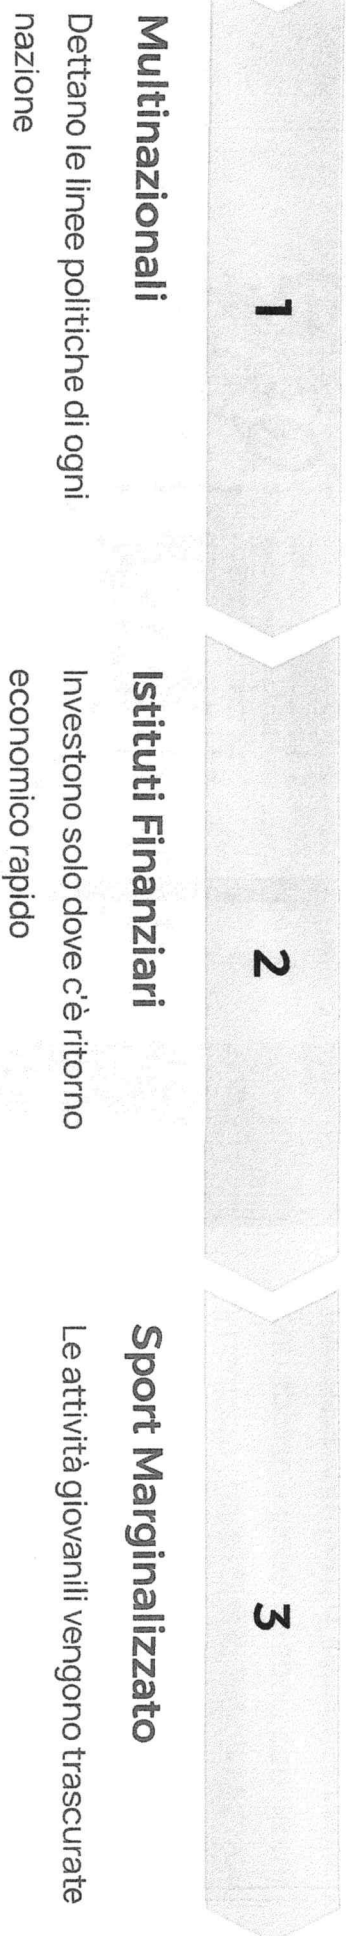 1
Multinazionali
Dettano le linee politiche di ogni
nazione
2
Istituti Finanziari
Investono solo dove c'è ritorno
economico rapido
3
Sport Marginalizzato
Le attività giovanili vengono trascurate